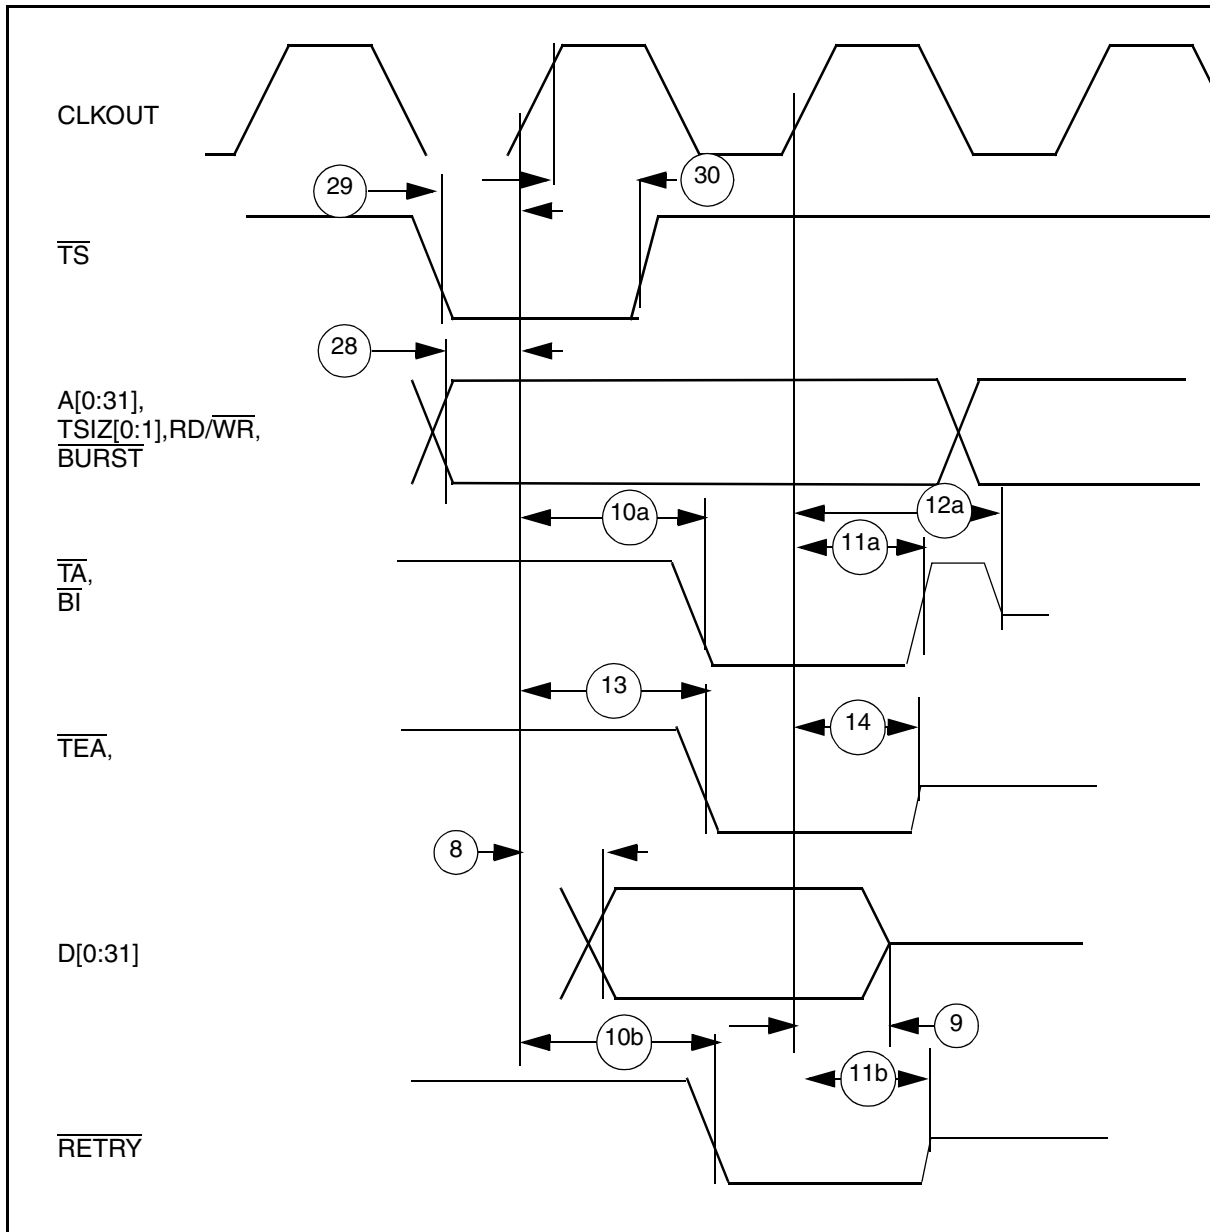 CLKOUT
29
30
TS
28
A[0:31],
TSIZ[0:1],RD/WR,
BURST
10a
12a
11a
TA,
BI
13
14
TEA,
8
D[0:31]
9
10b
11b
RETRY